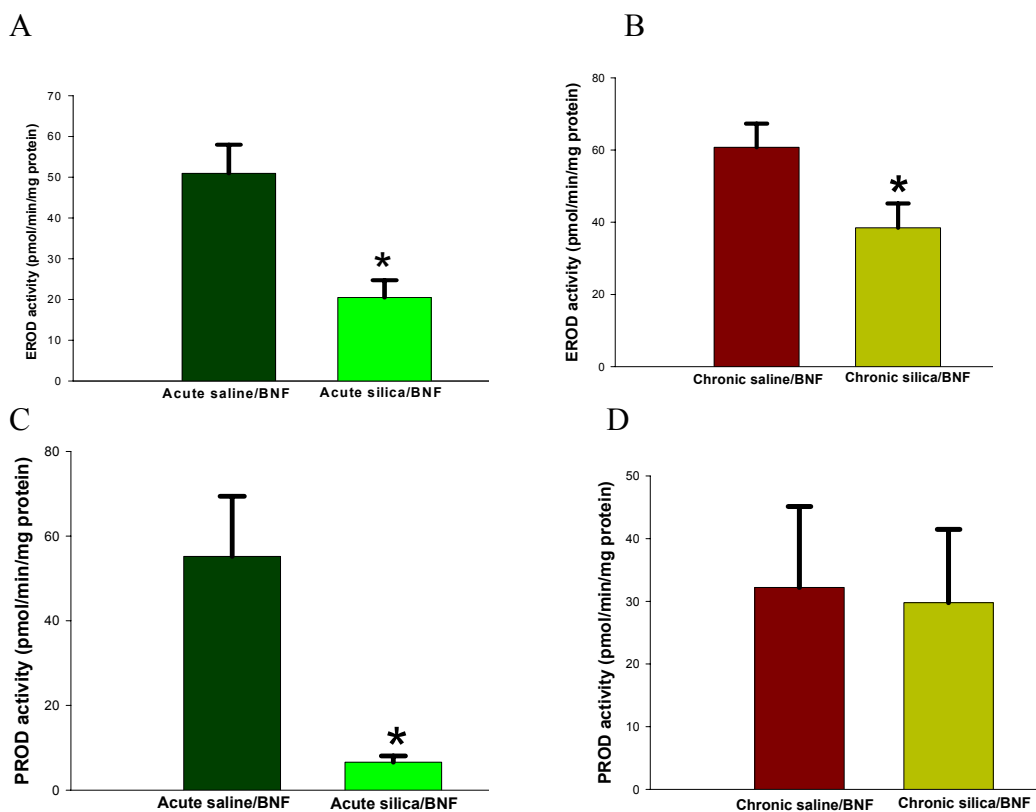 A
EROD activity (pmol/min/mg protein)
70
60
50
40
30
20
10
0
*
Acute saline/BNF Acute silica/BNF
B
EROD activity (pmol/min/mg protein)
80
60
40
20
0
*
Chronic saline/BNF Chronic silica/BNF
C
PROD activity (pmol/min/mg protein)
80
60
40
20
0
*
Acute saline/BNF Acute silica/BNF
D
PROD activity (pmol/min/mg protein)
50
40
30
20
10
0
Chronic saline/BNF Chronic silica/BNF